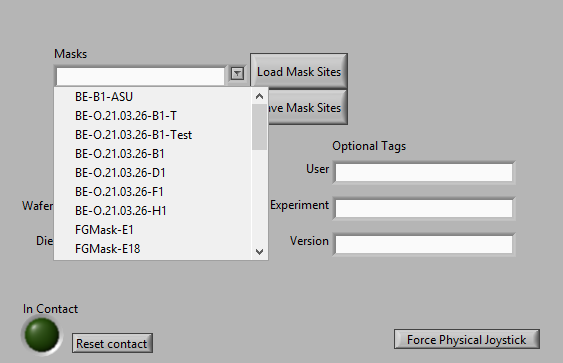 Masks
Load Mask Sites
BE-B1-ASU
BE-O.21.03.26-B1-T
ave Mask Sites
BE-O.21.03.26-B1-Test
BE-O.21.03.26-B1
Optional Tags
BE-O.21.03.26-D1
User
BE-O.21.03.26-F1
Wafer
BE-O.21.03.26-H1
Experiment
FGMask-E1
Die
FGMask-E18
Version
In Contact
Reset contact
Force Physical Joystick